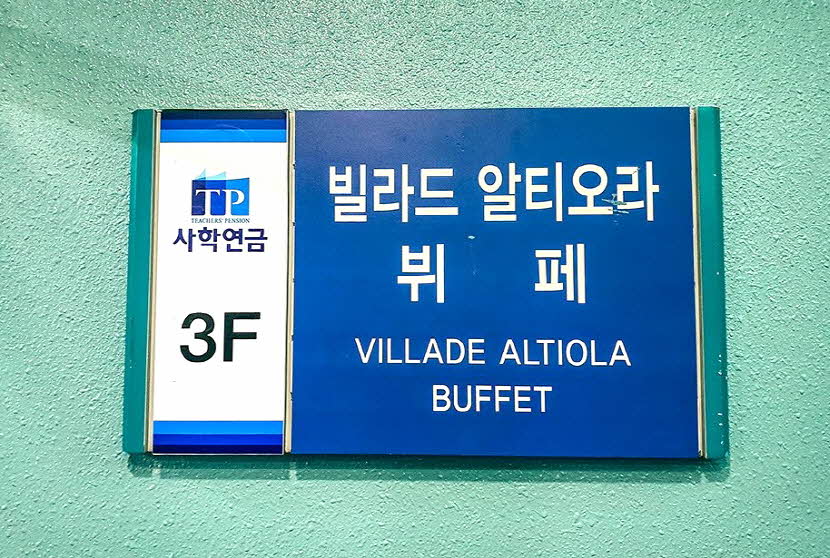 TP
TEACHERS' PENSION
사학연금
3F
빌라드 알티오라
뷔 페
VILLADE ALTIOLA
BUFFET